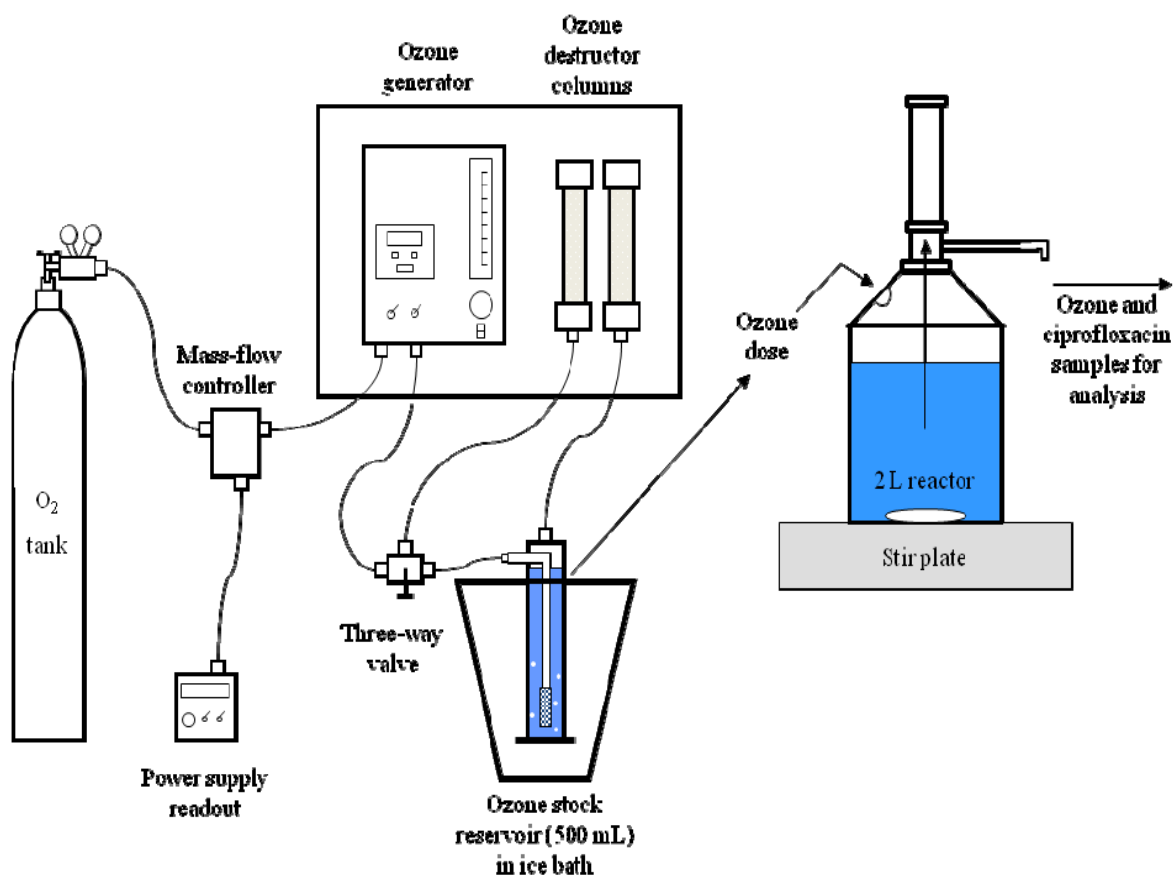 Ozone
generator
Ozone
destructor
columns
Mass-flow
controller
O₂
tank
Ozone
dose
Ozone and
ciprofloxacin
samples for
analysis
2 L reactor
Stir plate
Three-way
valve
Power supply
readout
Ozone stock
reservoir (500 mL)
in ice bath